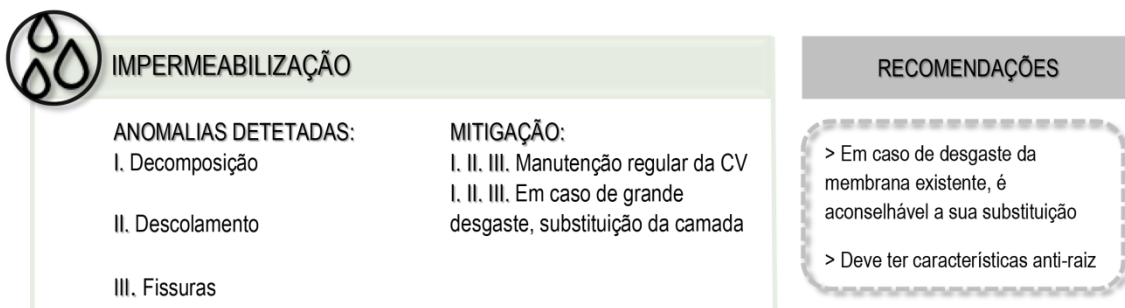 IMPERMEABILIZAÇÃO
ANOMALIAS DETETADAS:
I. Decomposição
II. Descolamento
III. Fissuras
MITIGAÇÃO:
I. II. III. Manutenção regular da CV
I. II. III. Em caso de grande
desgaste, substituição da camada
RECOMENDAÇÕES
> Em caso de desgaste da
membrana existente, é
aconselhável a sua substituição
> Deve ter características anti-raiz